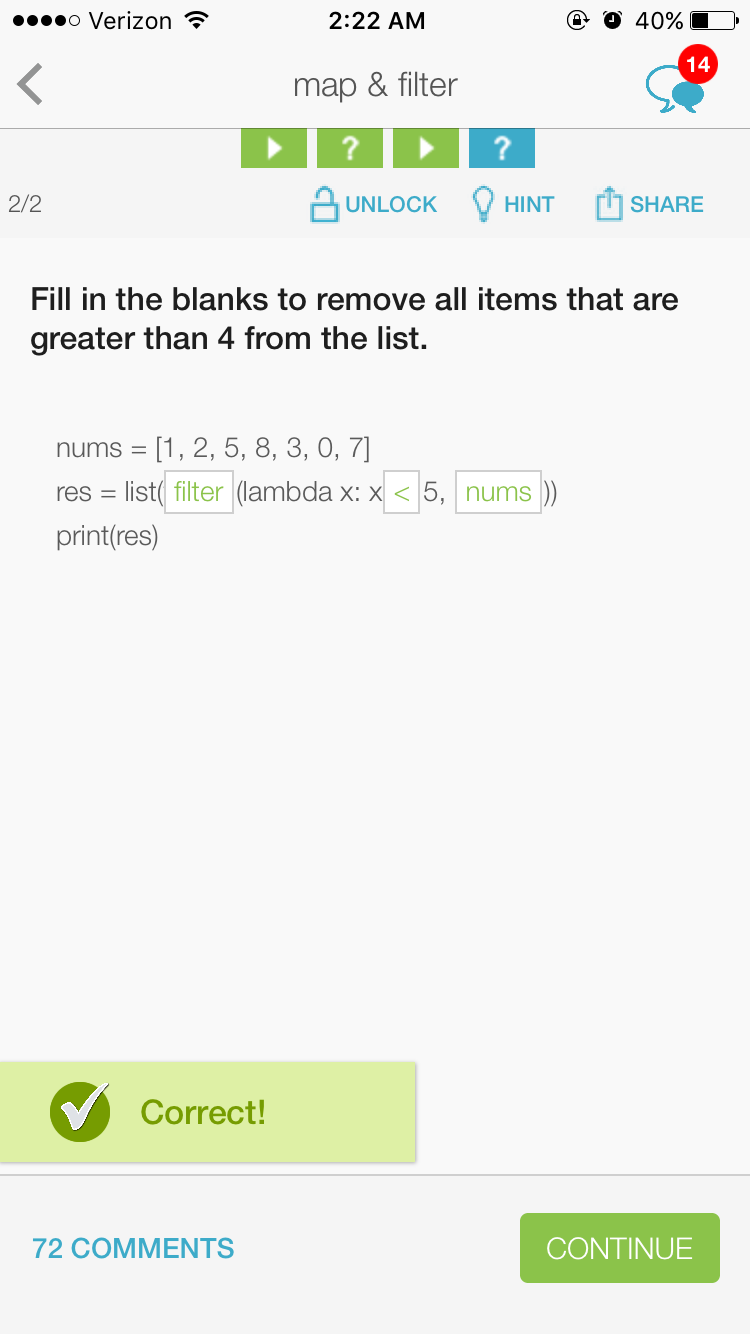 Verizon 2:22 AM 40%
map & filter 14
? ?
2/2 UNLOCK HINT SHARE
Fill in the blanks to remove all items that are
greater than 4 from the list.
nums = [1, 2, 5, 8, 3, 0, 7]
res = list( filter (lambda x: x < 5, nums ))
print(res)
Correct!
72 COMMENTS CONTINUE